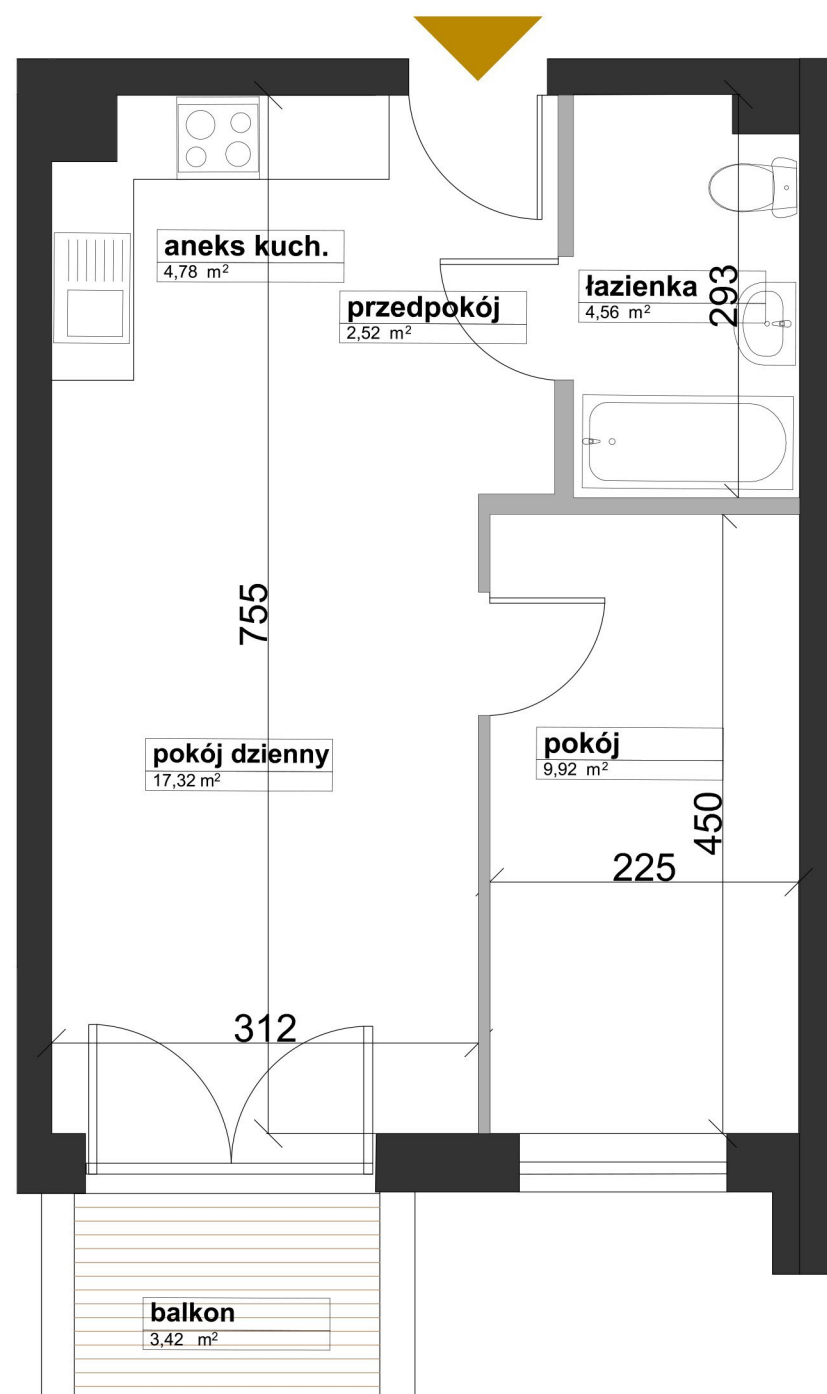 aneks kuch.
4,78 m²
przedpokój
2,52 m²
łazienka
4,56 m²
293
755
pokój dzienny
17,32 m²
pokój
9,92 m²
450
225
312
balkon
3,42 m²